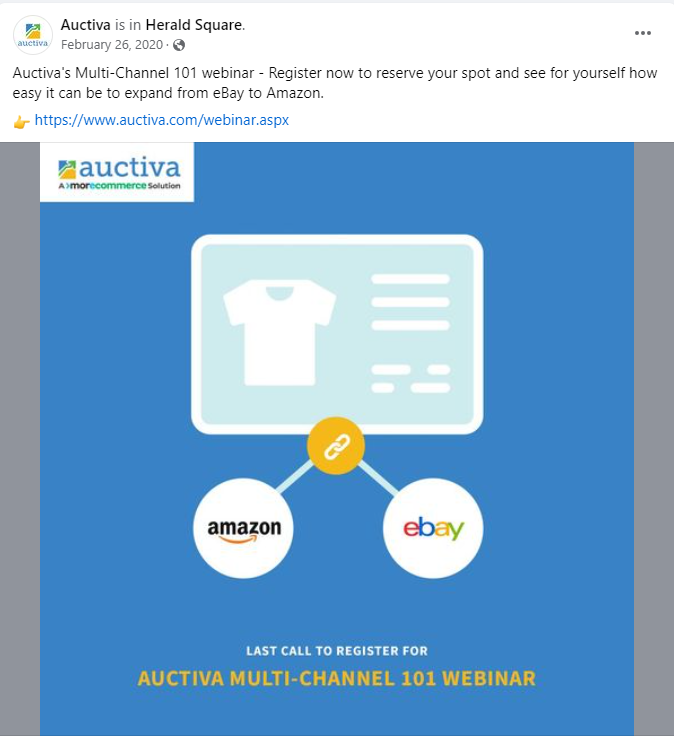 Auctiva is in Herald Square.
February 26, 2020 ·
auctiva
Auctiva's Multi-Channel 101 webinar - Register now to reserve your spot and see for yourself how
easy it can be to expand from eBay to Amazon.
👉 https://www.auctiva.com/webinar.aspx
auctiva
A >morecommerce Solution
amazon
ebay
LAST CALL TO REGISTER FOR
AUCTIVA MULTI-CHANNEL 101 WEBINAR